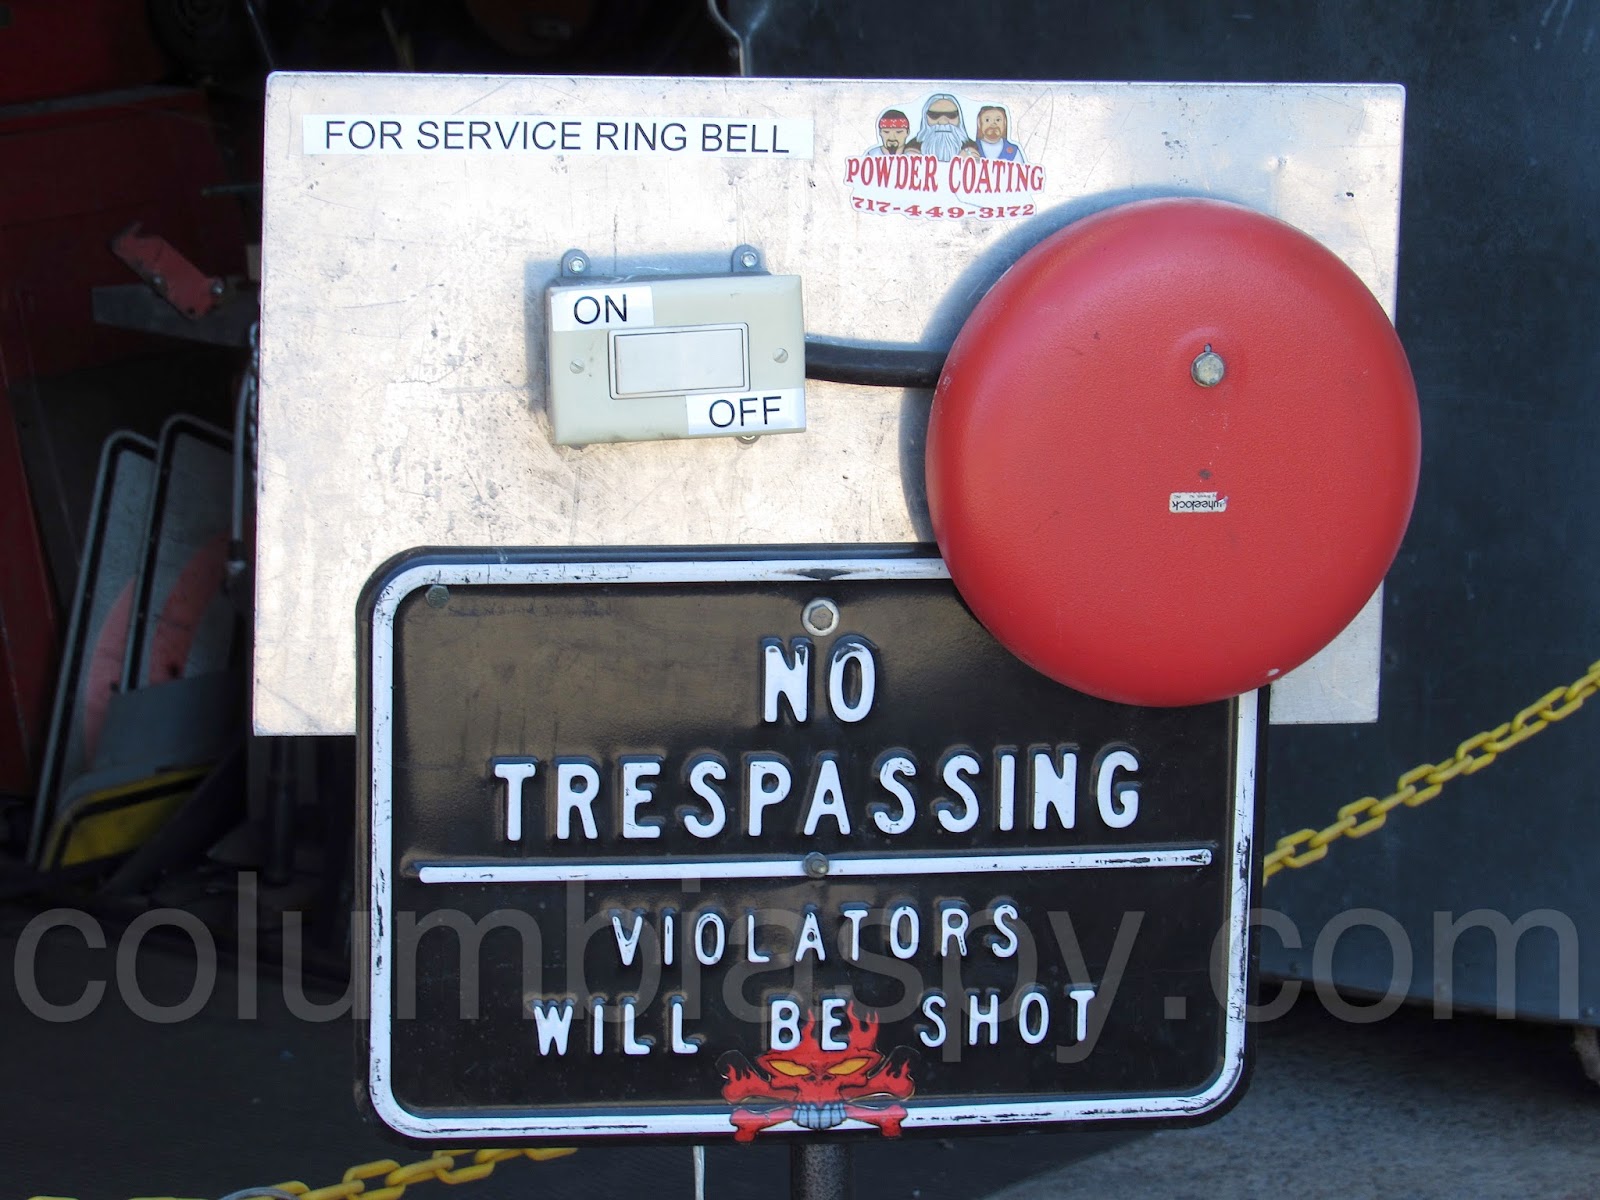 FOR SERVICE RING BELL
POWDER COATING
717-449-3172
ON
OFF
wheelock
NO
TRESPASSING
VIOLATORS
WILL BE SHOT
columbiaspy.com